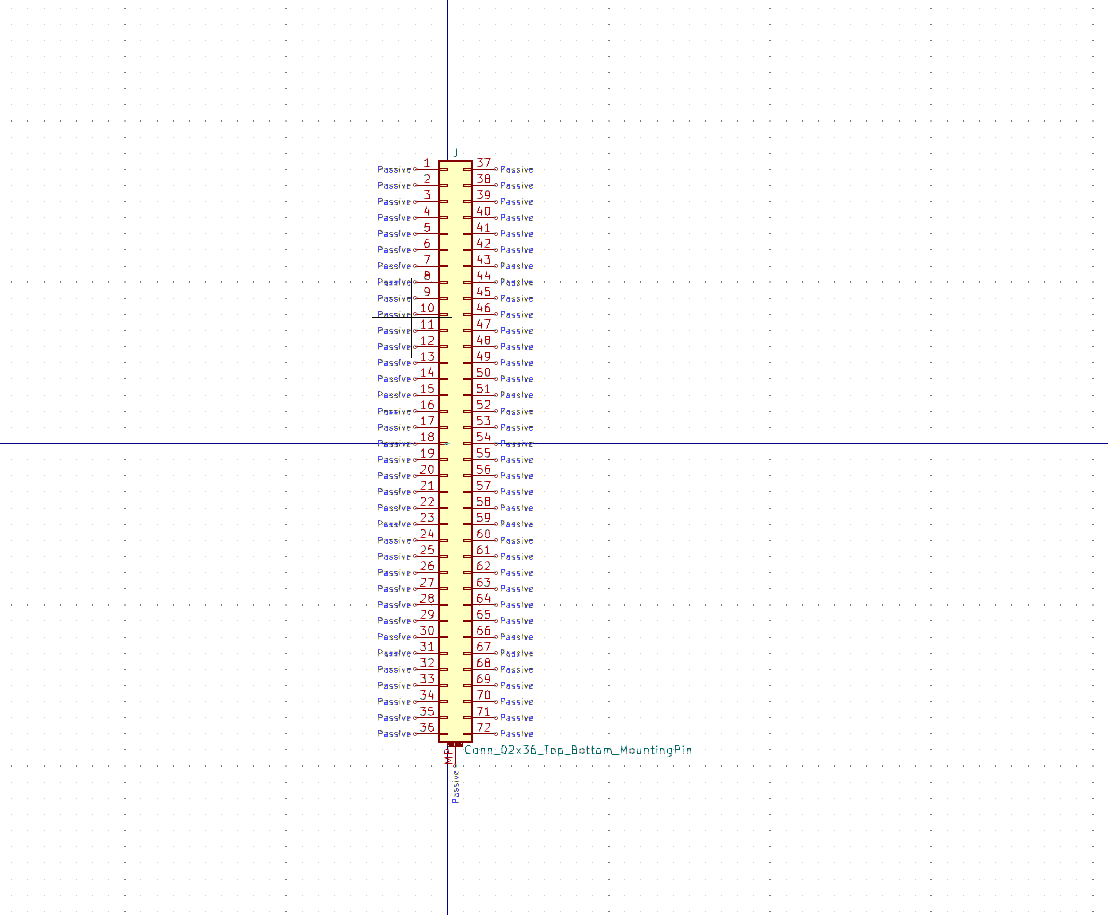 J
Passive 1 37 Passive
Passive 2 38 Passive
Passive 3 39 Passive
Passive 4 40 Passive
Passive 5 41 Passive
Passive 6 42 Passive
Passive 7 43 Passive
Passive 8 44 Passive
Passive 9 45 Passive
Passive 10 46 Passive
Passive 11 47 Passive
Passive 12 48 Passive
Passive 13 49 Passive
Passive 14 50 Passive
Passive 15 51 Passive
Passive 16 52 Passive
Passive 17 53 Passive
Passive 18 54 Passive
Passive 19 55 Passive
Passive 20 56 Passive
Passive 21 57 Passive
Passive 22 58 Passive
Passive 23 59 Passive
Passive 24 60 Passive
Passive 25 61 Passive
Passive 26 62 Passive
Passive 27 63 Passive
Passive 28 64 Passive
Passive 29 65 Passive
Passive 30 66 Passive
Passive 31 67 Passive
Passive 32 68 Passive
Passive 33 69 Passive
Passive 34 70 Passive
Passive 35 71 Passive
Passive 36 72 Passive
MP Conn_02x36_Top_Bottom_MountingPin
Passive